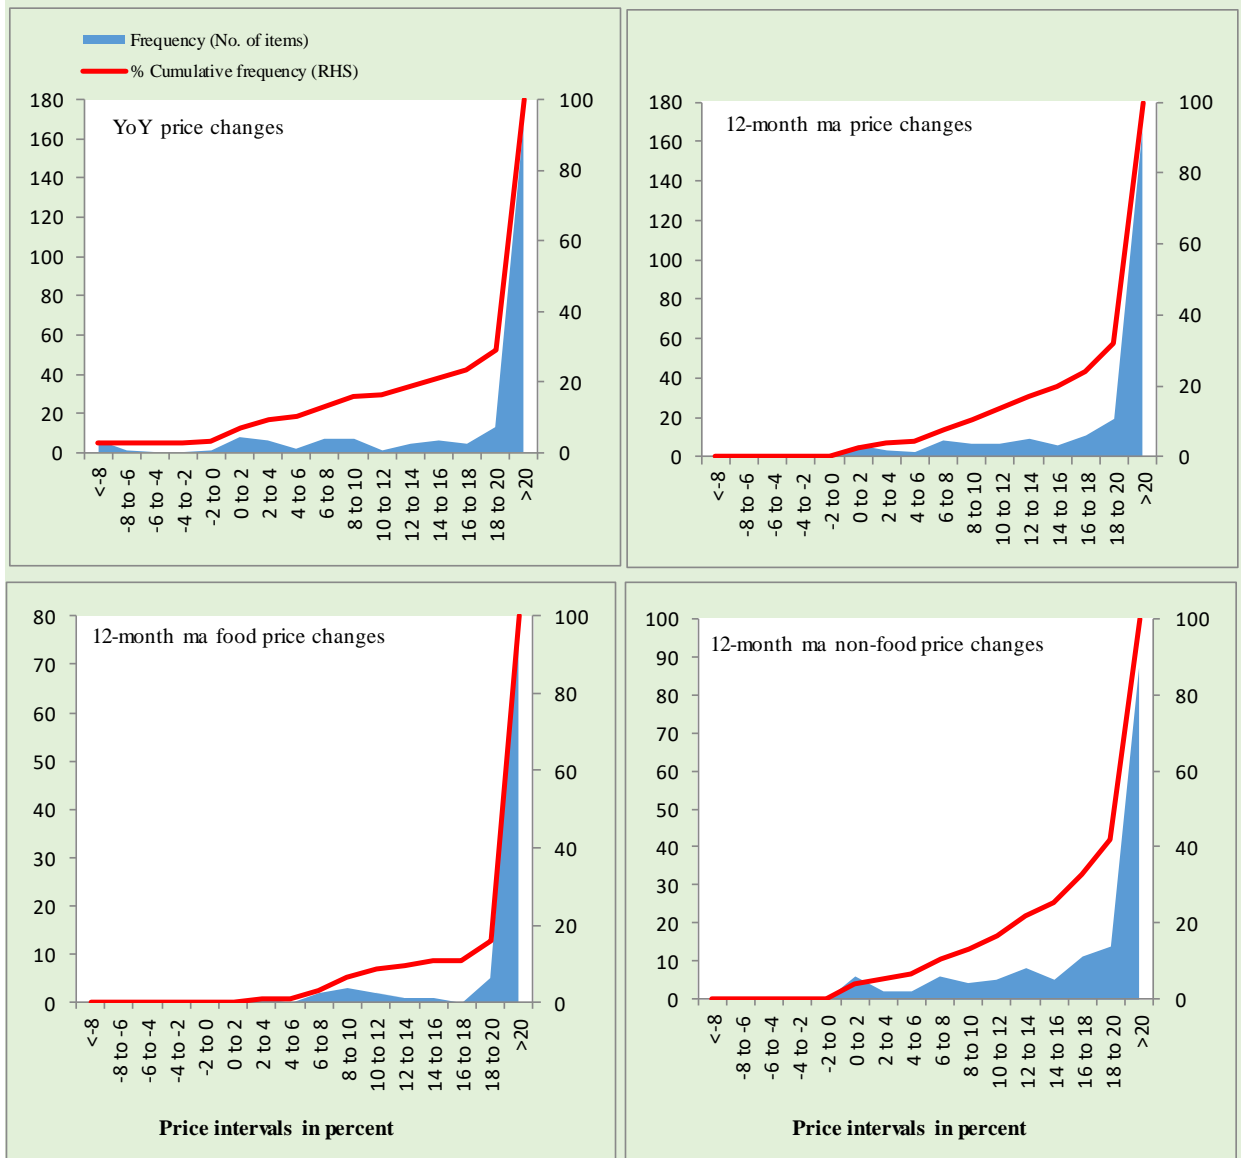 Frequency (No. of items)
% Cumulative frequency (RHS)
YoY price changes
180
160
140
120
100
80
60
40
20
0
100
80
60
40
20
0
<-8
-8 to -6
-6 to -4
-4 to -2
-2 to 0
0 to 2
2 to 4
4 to 6
6 to 8
8 to 10
10 to 12
12 to 14
14 to 16
16 to 18
18 to 20
>20
12-month ma price changes
180
160
140
120
100
80
60
40
20
0
100
80
60
40
20
0
<-8
-8 to -6
-6 to -4
-4 to -2
-2 to 0
0 to 2
2 to 4
4 to 6
6 to 8
8 to 10
10 to 12
12 to 14
14 to 16
16 to 18
18 to 20
>20
12-month ma food price changes
80
70
60
50
40
30
20
10
0
100
80
60
40
20
0
<-8
-8 to -6
-6 to -4
-4 to -2
-2 to 0
0 to 2
2 to 4
4 to 6
6 to 8
8 to 10
10 to 12
12 to 14
14 to 16
16 to 18
18 to 20
>20
Price intervals in percent
12-month ma non-food price changes
100
90
80
70
60
50
40
30
20
10
0
100
80
60
40
20
0
<-8
-8 to -6
-6 to -4
-4 to -2
-2 to 0
0 to 2
2 to 4
4 to 6
6 to 8
8 to 10
10 to 12
12 to 14
14 to 16
16 to 18
18 to 20
>20
Price intervals in percent